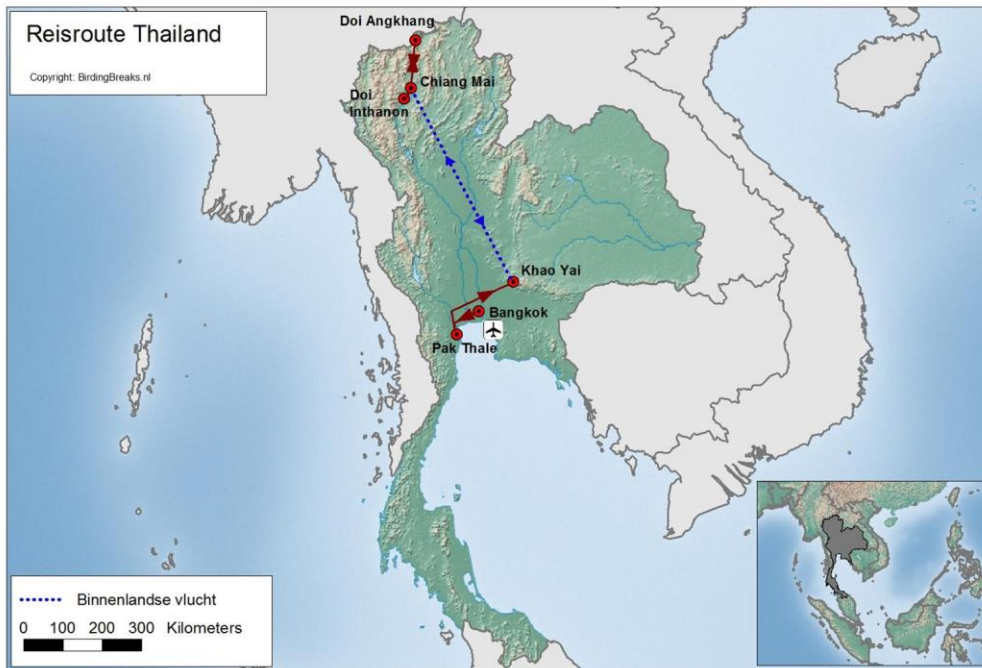 Reisroute Thailand
Copyright: BirdingBreaks.nl
Doi Angkhang
Chiang Mai
Doi
Inthanon
Khao Yai
Bangkok
Pak Thale
Binnenlandse vlucht
0 100 200 300 Kilometers